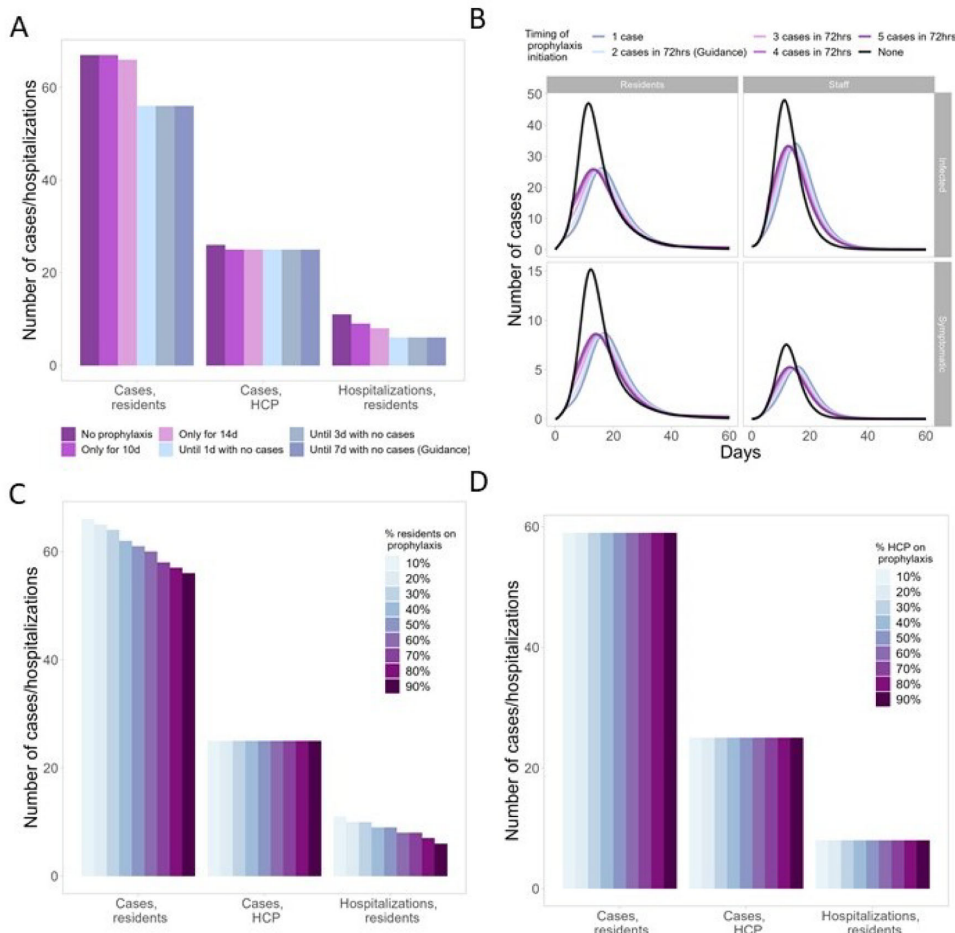 A
Number of cases/hospitalizations
60
40
20
0
Cases,
residents
Cases,
HCP
Hospitalizations,
residents
No prophylaxis
Only for 10d
Only for 14d
Until 1d with no cases
Until 3d with no cases
Until 7d with no cases (Guidance)
B
Timing of
prophylaxis
initiation
1 case
2 cases in 72hrs (Guidance)
3 cases in 72hrs
4 cases in 72hrs
5 cases in 72hrs
None
Residents
Staff
Infected
Symptomatic
Number of cases
50
40
30
20
10
0
15
10
5
0
0
20
40
60
0
20
40
60
Days
C
Number of cases/hospitalizations
60
40
20
0
% residents on
prophylaxis
10%
20%
30%
40%
50%
60%
70%
80%
90%
Cases,
residents
Cases,
HCP
Hospitalizations,
residents
D
Number of cases/hospitalizations
60
40
20
0
% HCP on
prophylaxis
10%
20%
30%
40%
50%
60%
70%
80%
90%
Cases,
residents
Cases,
HCP
Hospitalizations,
residents